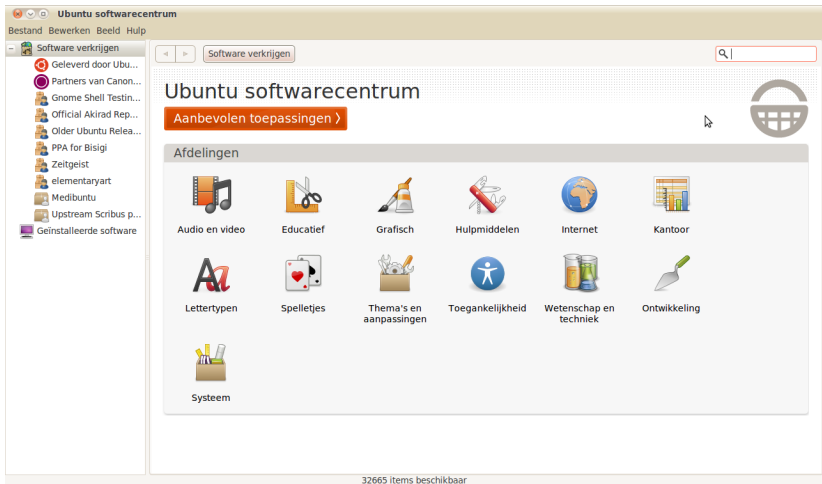 Ubuntu softwarecentrum
Bestand Bewerken Beeld Hulp
Software verkrijgen
Geleverd door Ubu...
Partners van Canon...
Gnome Shell Testin...
Official Akirad Rep...
Older Ubuntu Relea...
PPA for Bisigi
Zeitgeist
elementaryart
Medibuntu
Upstream Scribus p...
Geïnstalleerde software
Software verkrijgen
Ubuntu softwarecentrum
Aanbevolen toepassingen
Afdelingen
Audio en video
Educatief
Grafisch
Hulpmiddelen
Internet
Kantoor
Lettertypen
Spelletjes
Thema's en
aanpassingen
Toegankelijkheid
Wetenschap en
techniek
Ontwikkeling
Systeem
32665 items beschikbaar